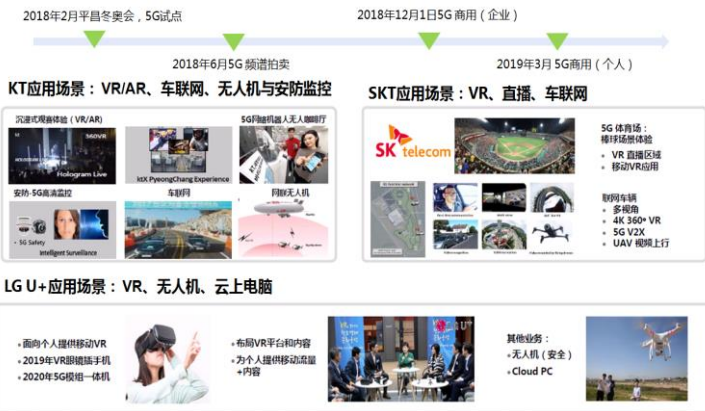 2018年2月平昌冬奥会，5G试点
2018年12月1日5G 商用（企业）
2018年6月5G 频谱拍卖
2019年3月 5G商用（个人）
KT应用场景：VR/AR、车联网、无人机与安防监控
SKT应用场景：VR、直播、车联网
沉浸式观赛体验（VR/AR）
5G网络机器人无人咖啡厅
360VR
Hologram Live
ktX PyeongChang Experience
安防-5G高清监控
车联网
网联无人机
5G Safety
Intelligent Surveillance
SK telecom
5G 体育场：
棒球场景体验
• VR 直播区域
• 移动VR应用
联网车辆
• 多视角
• 4K 360• VR
• 5G V2X
• UAV 视频上行
LG U+应用场景：VR、无人机、云上电脑
•面向个人提供移动VR
•2019年VR眼镜插手机
•2020年5G模组一体机
•布局VR平台和内容
•为个人提供移动流量
+内容
U+
其他业务：
•无人机（安全）
•Cloud PC